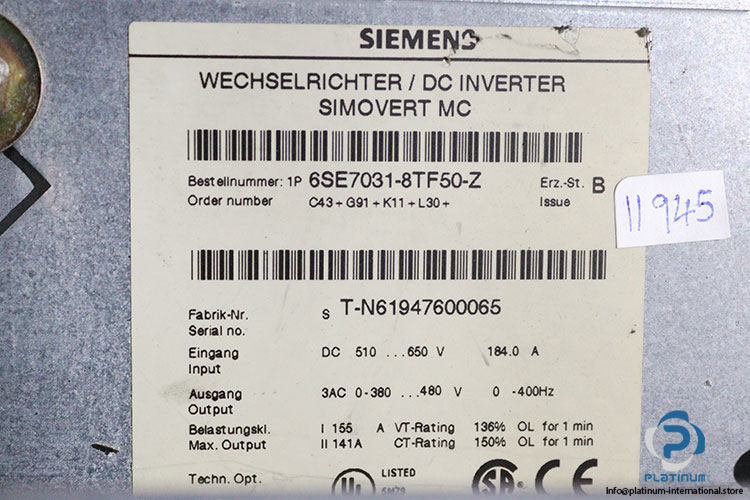 SIEMENS
WECHSELRICHTER / DC INVERTER
SIMOVERT MC
Bestellnummer: 1P 6SE7031-8TF50-Z Erz.-St. B
Order number C43+G91+K11+L30+ Issue
11945
Fabrik-Nr. S T-N61947600065
Serial no.
Eingang DC 510 ...650 V 184.0 A
Input
Ausgang 3AC 0-380 ...480 V 0 -400Hz
Output
Belastungskl. I 155 A VT-Rating 136% OL for 1 min
Max. Output II 141A CT-Rating 150% OL for 1 min
Techn. Opt. UL LISTED SA CE
PLATINUM
info@platinum-international.store